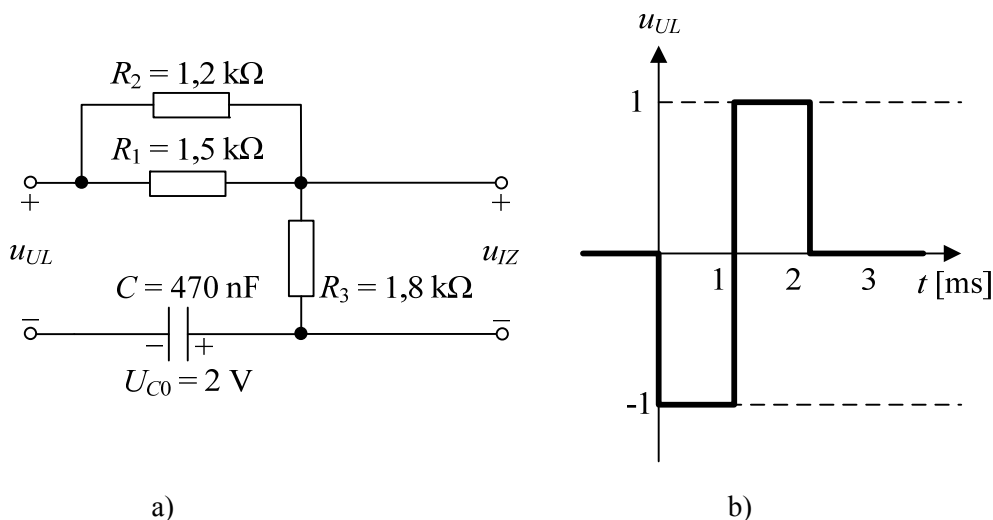 R2 = 1,2 kΩ
R1 = 1,5 kΩ
+ +
uUL uIZ
C = 470 nF R3 = 1,8 kΩ
− − + −
UC0 = 2 V
a)
uUL
1
1 2 3 t [ms]
-1
b)